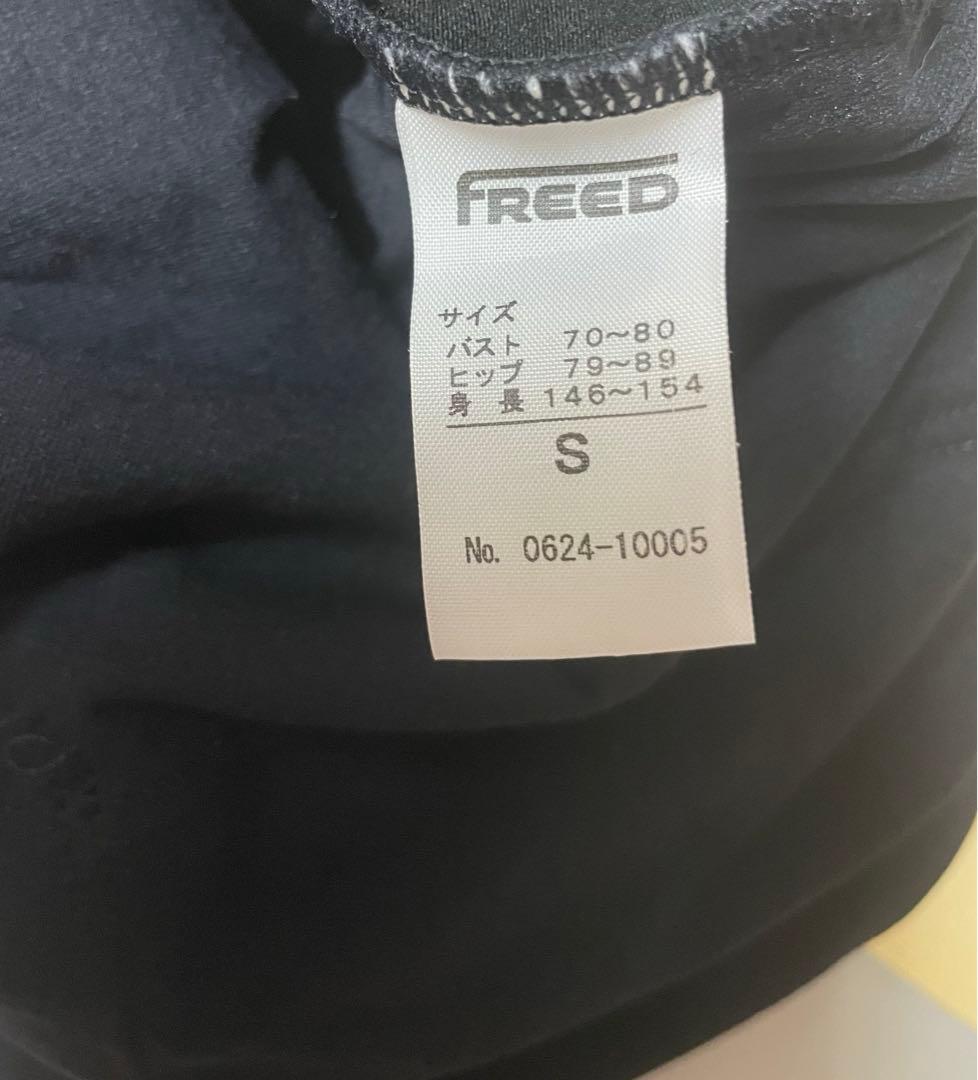 FREED
サイズ
バスト 70～80
ヒップ 79～89
身 長 146～154
S
No. 0624-10005